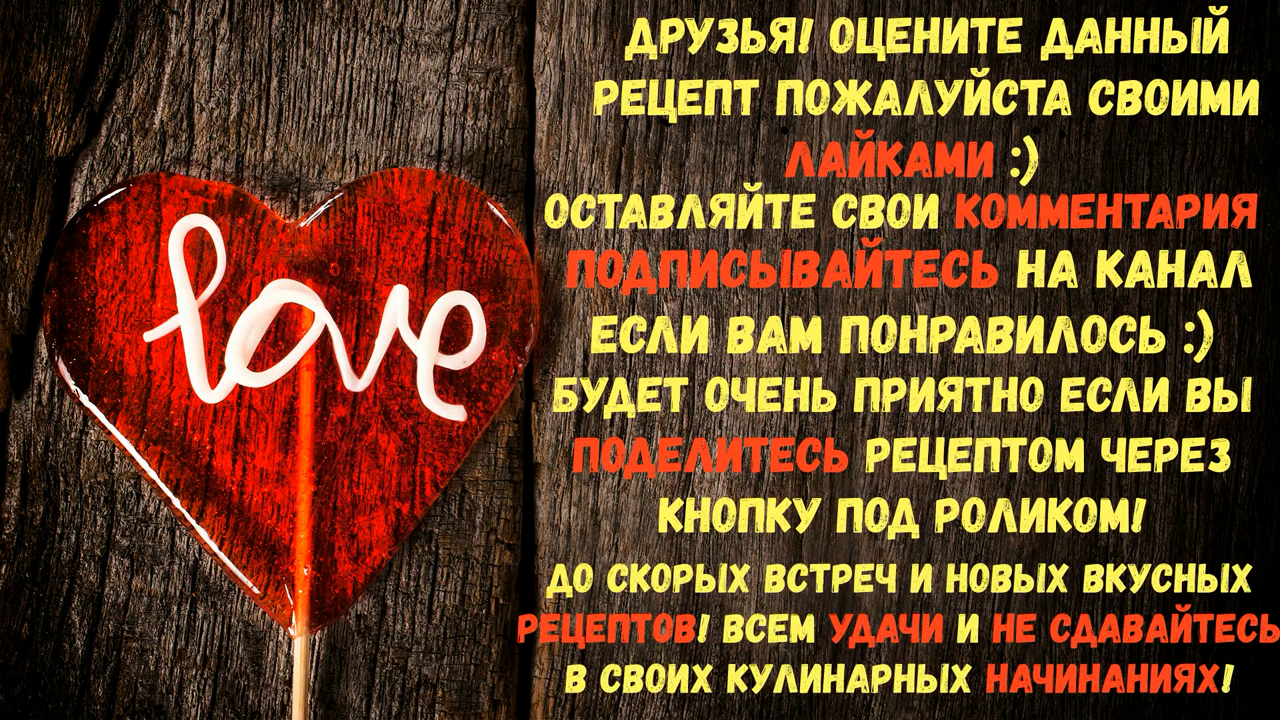 love
ДРУЗЬЯ! ОЦЕНИТЕ ДАННЫЙ
РЕЦЕПТ ПОЖАЛУЙСТА СВОИМИ
ЛАЙКАМИ :)
ОСТАВЛЯЙТЕ СВОИ КОММЕНТАРИЯ
ПОДПИСЫВАЙТЕСЬ НА КАНАЛ
ЕСЛИ ВАМ ПОНРАВИЛОСЬ :)
БУДЕТ ОЧЕНЬ ПРИЯТНО ЕСЛИ ВЫ
ПОДЕЛИТЕСЬ РЕЦЕПТОМ ЧЕРЕЗ
КНОПКУ ПОД РОЛИКОМ!
ДО СКОРЫХ ВСТРЕЧ И НОВЫХ ВКУСНЫХ
РЕЦЕПТОВ! ВСЕМ УДАЧИ И НЕ СДАВАЙТЕСЬ
В СВОИХ КУЛИНАРНЫХ НАЧИНАНИЯХ!